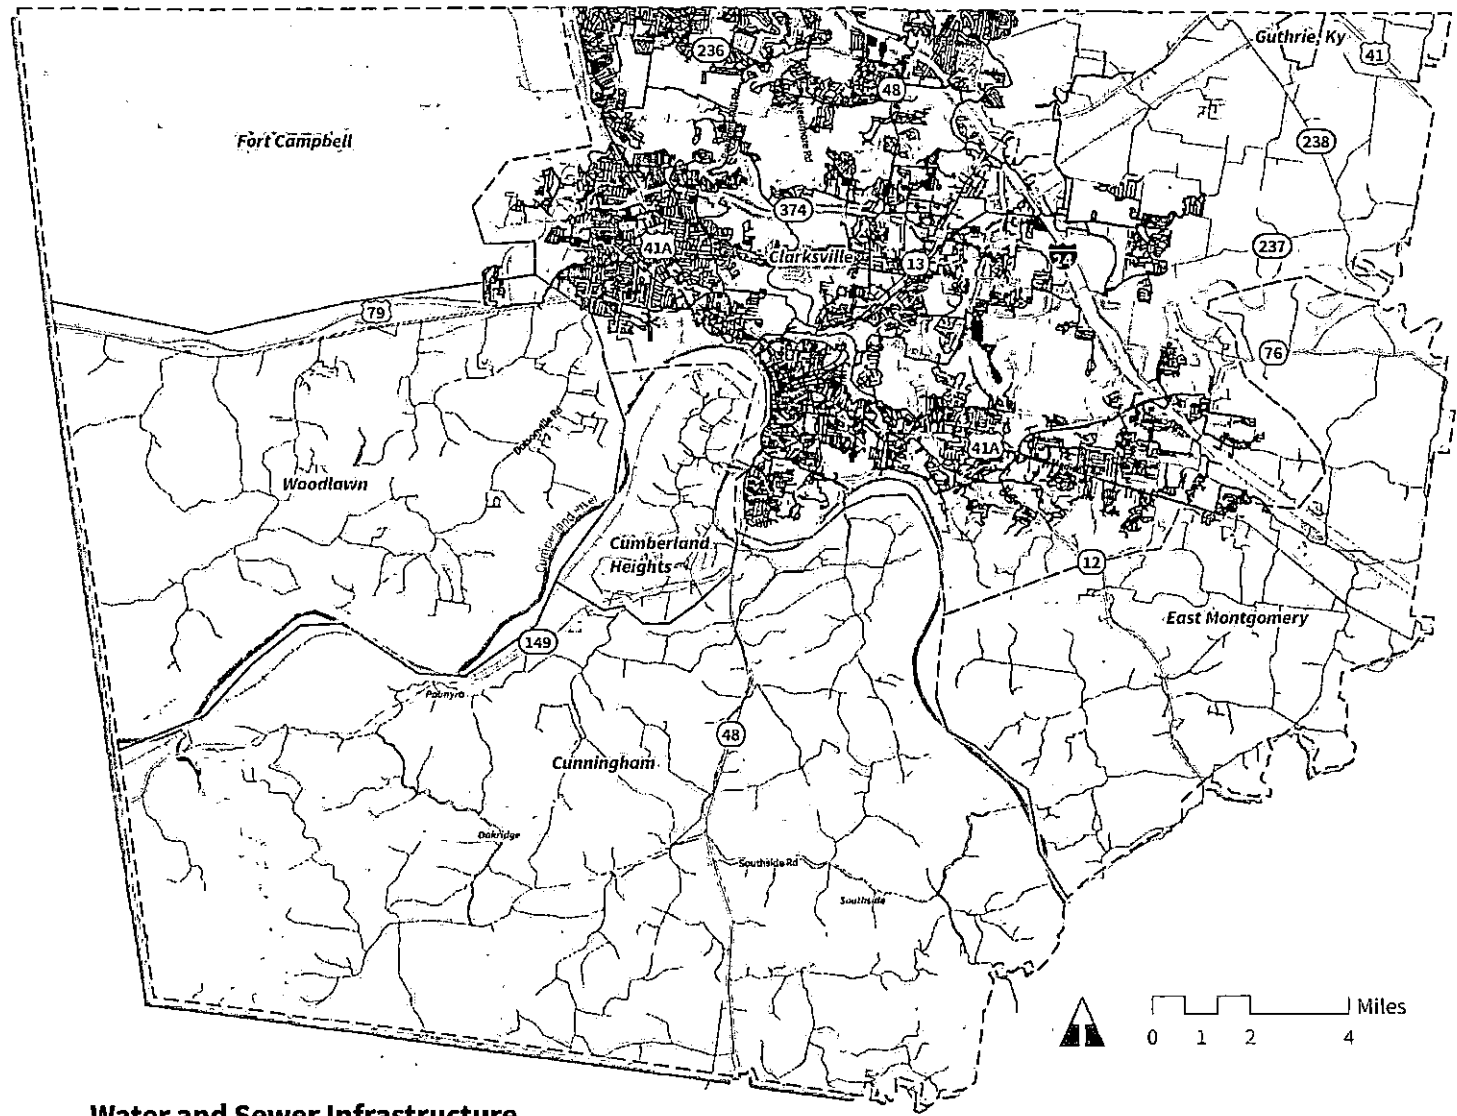 Guthrie, Ky
41
236
48
Fort Campbell
238
374
41A
Clarksville
13
24
237
79
76
Dotsonville Rd
41A
Woodlawn
Cumberland River
Cumberland
Heights
12
East Montgomery
149
Palmyra
48
Cunningham
Oakridge
Southside Rd
Southside
Miles
0 1 2 4
Water and Sewer Infrastructure